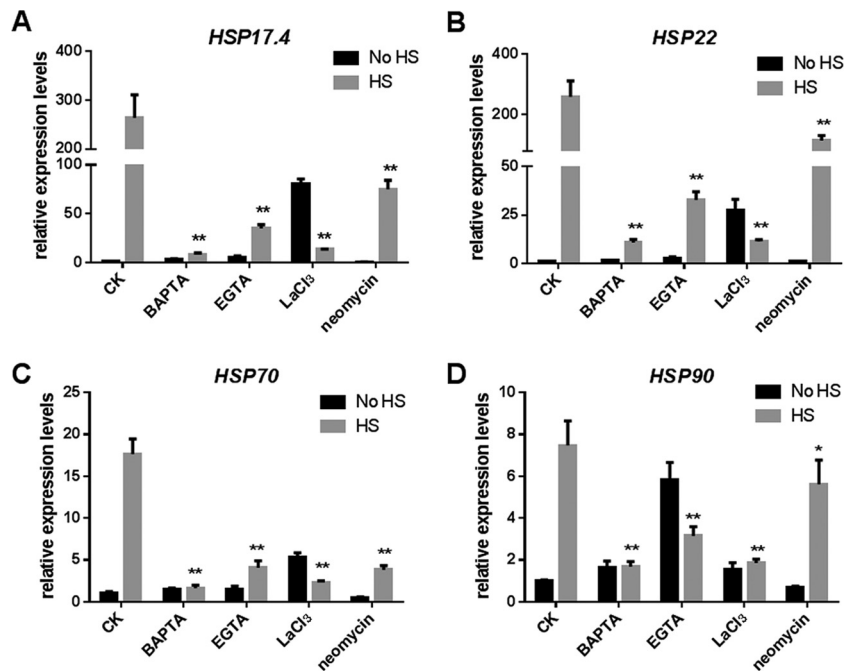 A
HSP17.4
relative expression levels
400
300
200
100
50
0
No HS
HS
**
**
**
**
CK
BAPTA
EGTA
LaCl₃
neomycin
B
HSP22
relative expression levels
400
200
50
25
0
No HS
HS
**
**
**
**
CK
BAPTA
EGTA
LaCl₃
neomycin
C
HSP70
relative expression levels
25
20
15
10
5
0
No HS
HS
**
**
**
**
CK
BAPTA
EGTA
LaCl₃
neomycin
D
HSP90
relative expression levels
10
8
6
4
2
0
No HS
HS
**
**
**
*
CK
BAPTA
EGTA
LaCl₃
neomycin